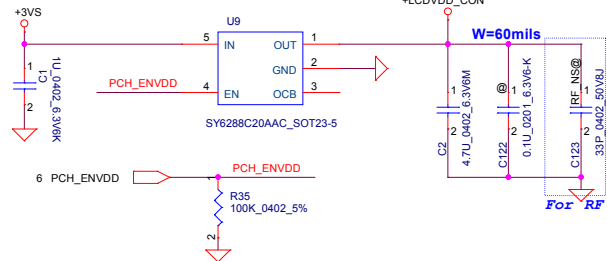 +3VS
+LCDVDD_CON
U9
W=60mils
5 IN OUT 1
GND 2
PCH_ENVDD 4 EN OCB 3
SY6288C20AAC_SOT23-5
1 2 C1 1U_0402_6.3V6K
1 2 C2 4.7U_0402_6.3V6M
@ 1 2 C122 0.1U_0201_6.3V6-K
RF_NS@ 1 2 C123 33P_0402_50V8J
For RF
6 PCH_ENVDD PCH_ENVDD
1 2 R35
100K_0402_5%